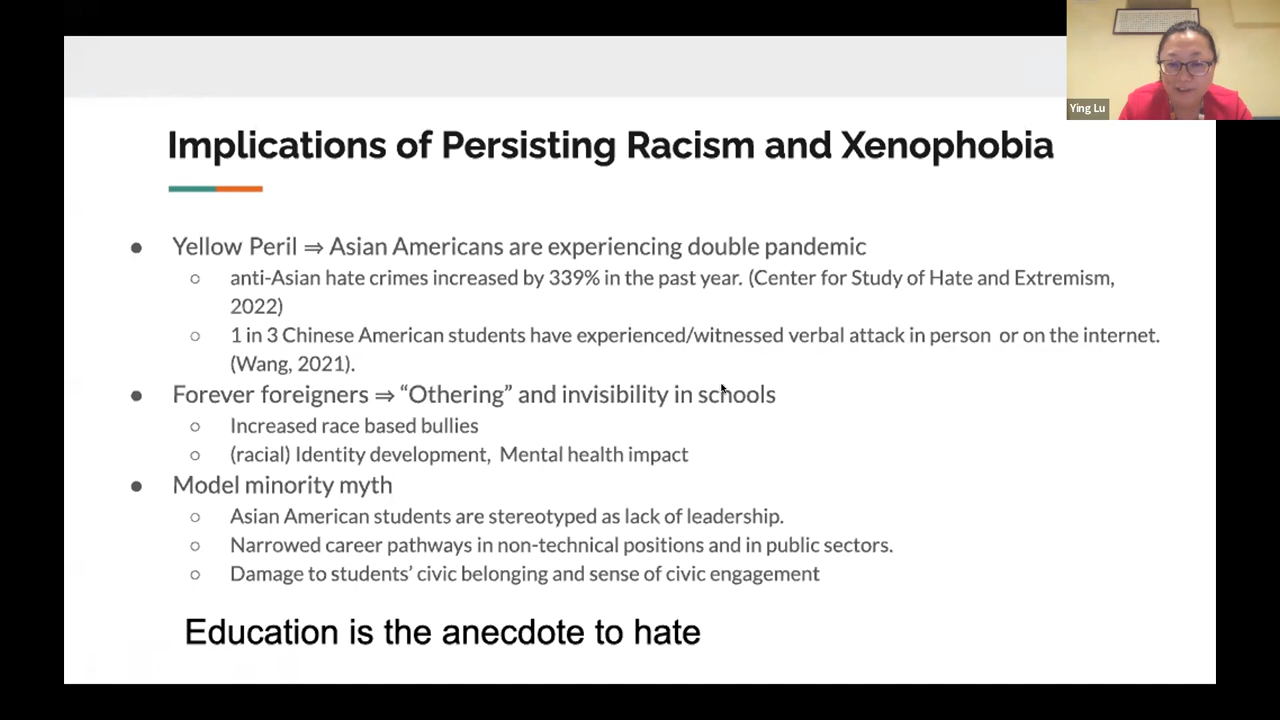 Ying Lu
Implications of Persisting Racism and Xenophobia
● Yellow Peril ⇒ Asian Americans are experiencing double pandemic
○ anti-Asian hate crimes increased by 339% in the past year. (Center for Study of Hate and Extremism,
2022)
○ 1 in 3 Chinese American students have experienced/witnessed verbal attack in person or on the internet.
(Wang, 2021).
● Forever foreigners ⇒ “Othering” and invisibility in schools
○ Increased race based bullies
○ (racial) Identity development, Mental health impact
● Model minority myth
○ Asian American students are stereotyped as lack of leadership.
○ Narrowed career pathways in non-technical positions and in public sectors.
○ Damage to students’ civic belonging and sense of civic engagement
Education is the anecdote to hate